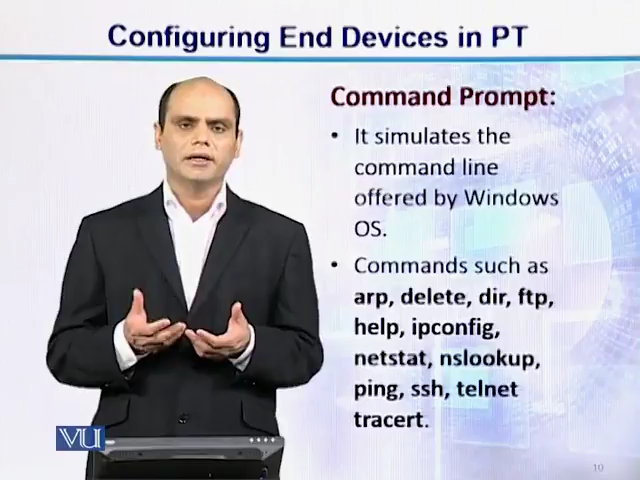 Configuring End Devices in PT
Command Prompt:
• It simulates the
command line
offered by Windows
OS.
• Commands such as
arp, delete, dir, ftp,
help, ipconfig,
netstat, nslookup,
ping, ssh, telnet
tracert.
VU
10